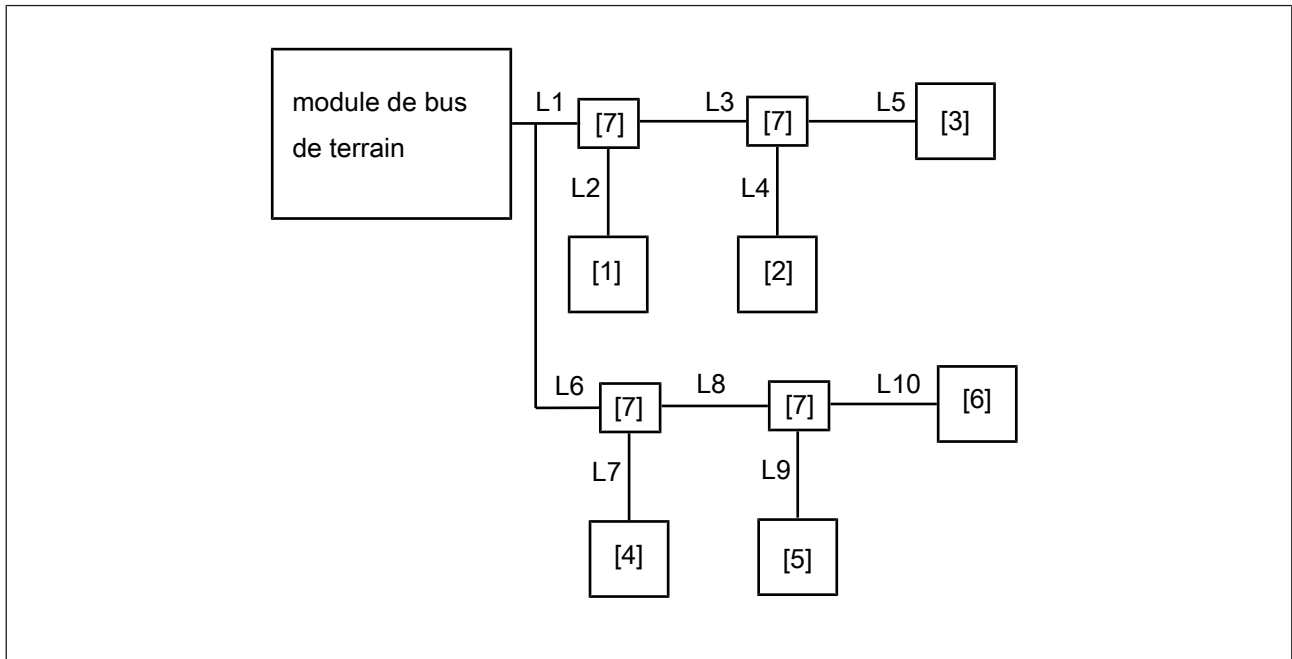 module de bus
de terrain
L1
[7]
L3
[7]
L5
[3]
L2
L4
[1]
[2]
L6
[7]
L8
[7]
L10
[6]
L7
L9
[4]
[5]